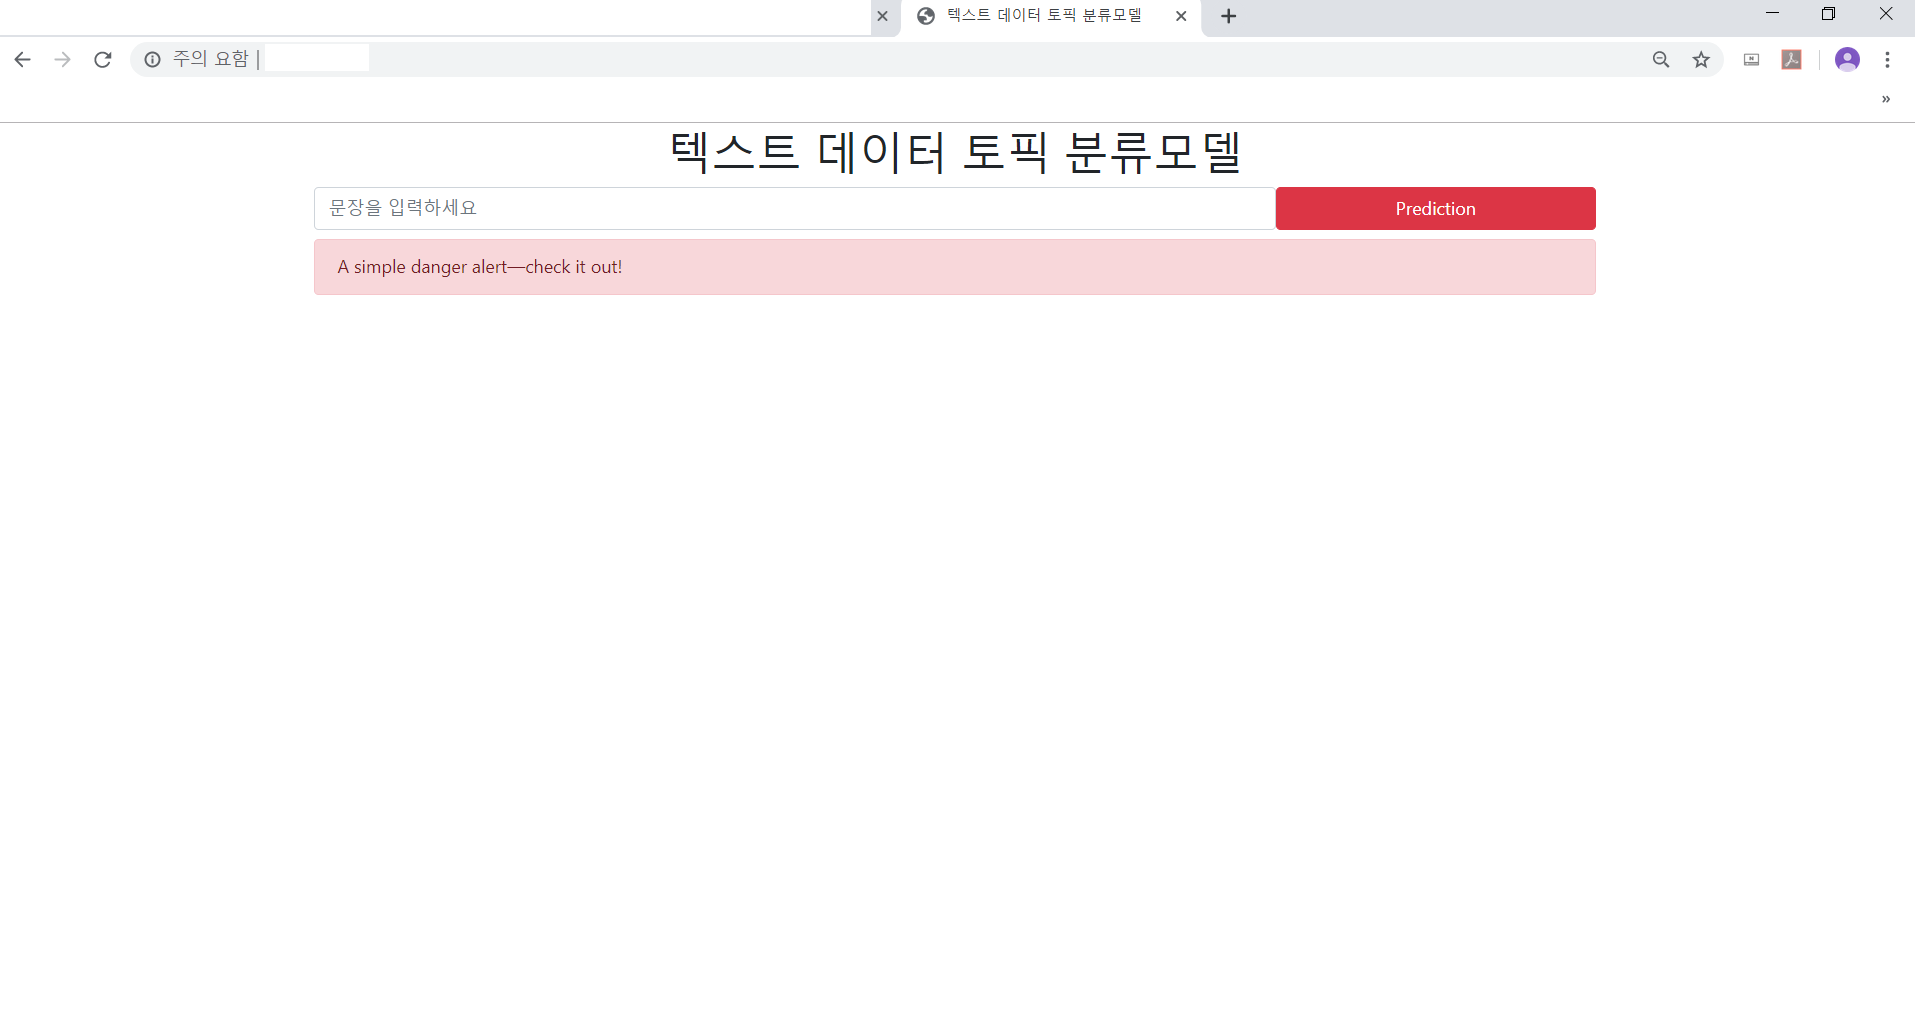 텍스트 데이터 토픽 분류모델
주의 요함 |
»
텍스트 데이터 토픽 분류모델
문장을 입력하세요 Prediction
A simple danger alert—check it out!